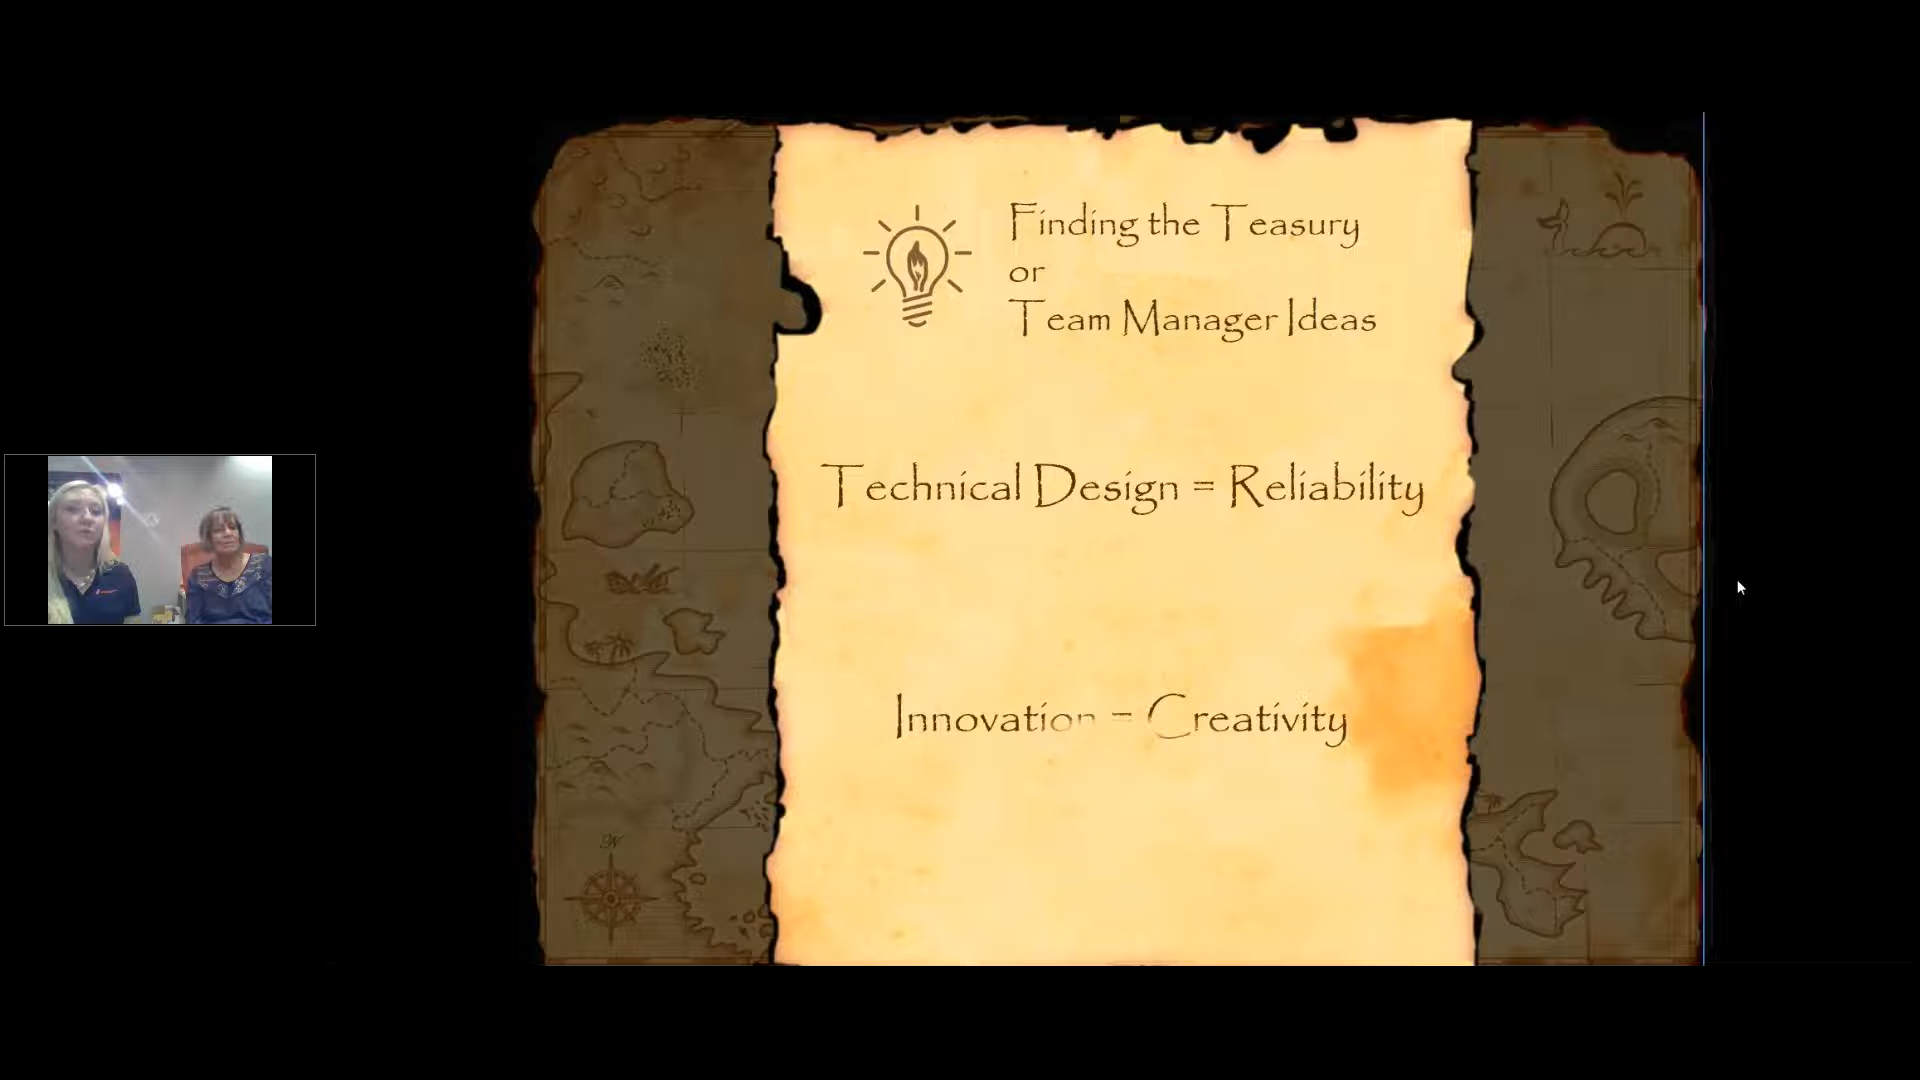 Finding the Teasury
or
Team Manager Ideas
Technical Design = Reliability
Innovation = Creativity